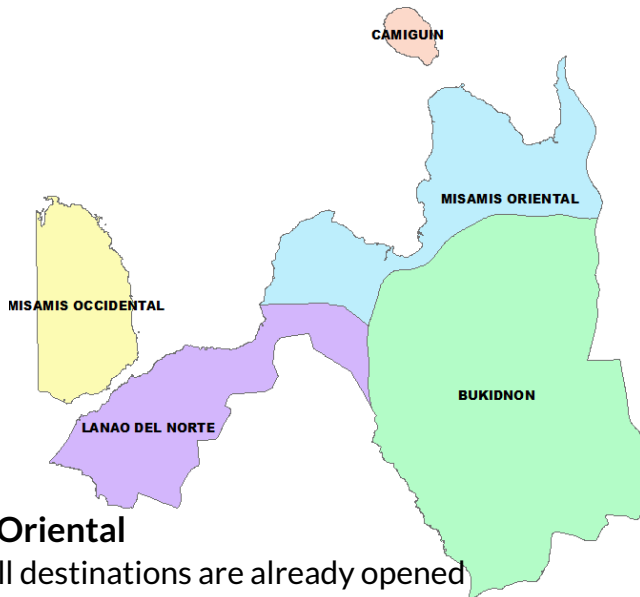 CAMIGUIN
MISAMIS ORIENTAL
MISAMIS OCCIDENTAL
BUKIDNON
LANAO DEL NORTE
Oriental
ll destinations are already opened